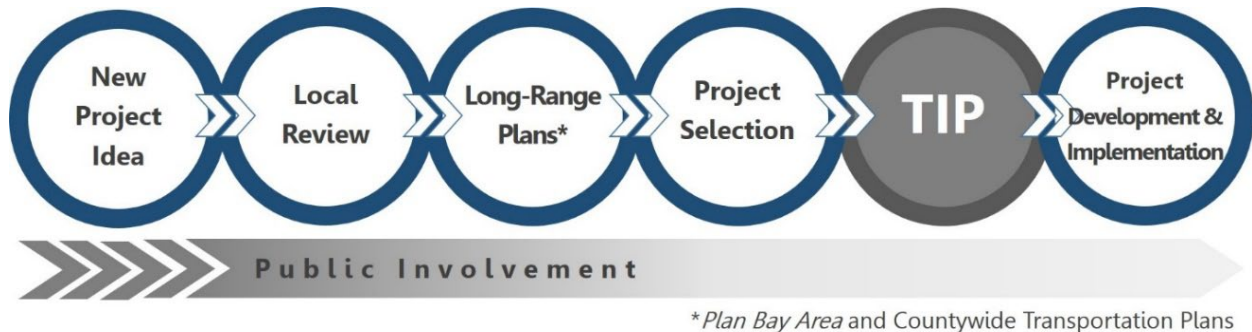 New
Project
Idea
Local
Review
Long-Range
Plans*
Project
Selection
TIP
Project
Development &
Implementation
Public Involvement
*Plan Bay Area and Countywide Transportation Plans